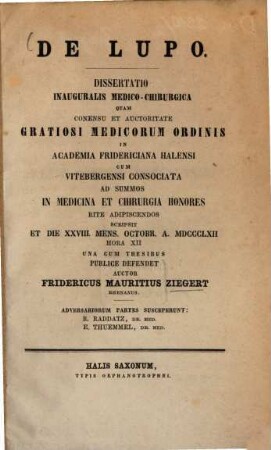 DE LUPO.
DISSERTATIO
INAUGURALIS MEDICO-CHIRURGICA
QUAM
CONENSU ET AUCTORITATE
GRATIOSI MEDICORUM ORDINIS
IN
ACADEMIA FRIDERICIANA HALENSI
CUM
VITEBERGENSI CONSOCIATA
AD SUMMOS
IN MEDICINA ET CHIRURGIA HONORES
RITE ADIPISCENDOS
SCRIPSIT
ET DIE XXVIII. MENS. OCTOBR. A. MDCCCLXII
HORA XII
UNA CUM THESIBUS
PUBLICE DEFENDET
AUCTOR
FRIDERICUS MAURITIUS ZIEGERT
ADVERSARIORUM PARTES SUSCIPERUNT:
R. RADDATZ, DR. MED.
H. THUEMMEL, DR. MED.
HALIS SAXONUM,
TYPIS ORPHANOTROPHEI.